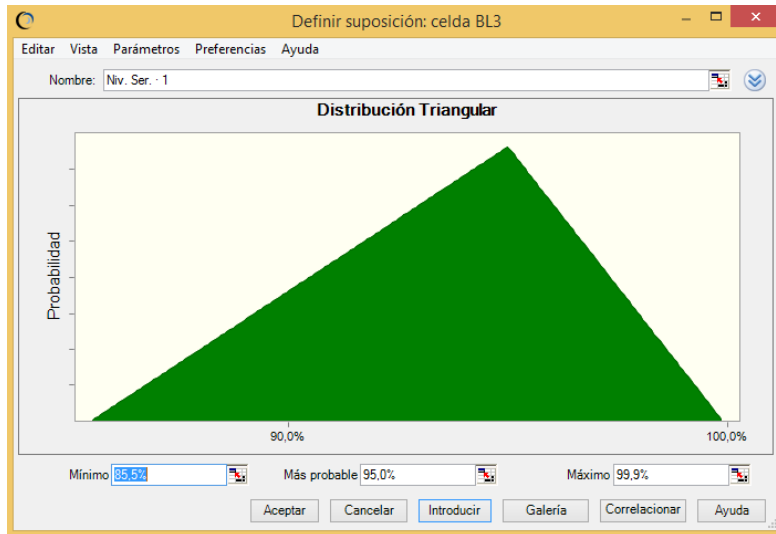 Definir suposición: celda BL3
Editar Vista Parámetros Preferencias Ayuda
Nombre: Niv. Ser. · 1
Distribución Triangular
Probabilidad
90,0% 100,0%
Mínimo 85,5% Más probable 95,0% Máximo 99,9%
Aceptar Cancelar Introducir Galería Correlacionar Ayuda